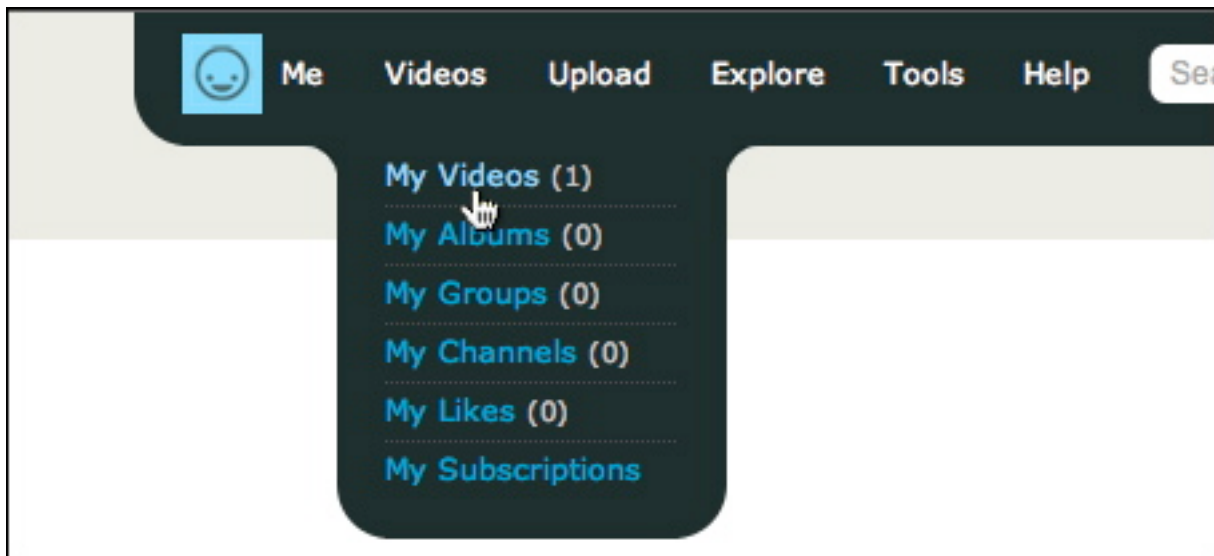 Me Videos Upload Explore Tools Help Sea
My Videos (1)
My Albums (0)
My Groups (0)
My Channels (0)
My Likes (0)
My Subscriptions